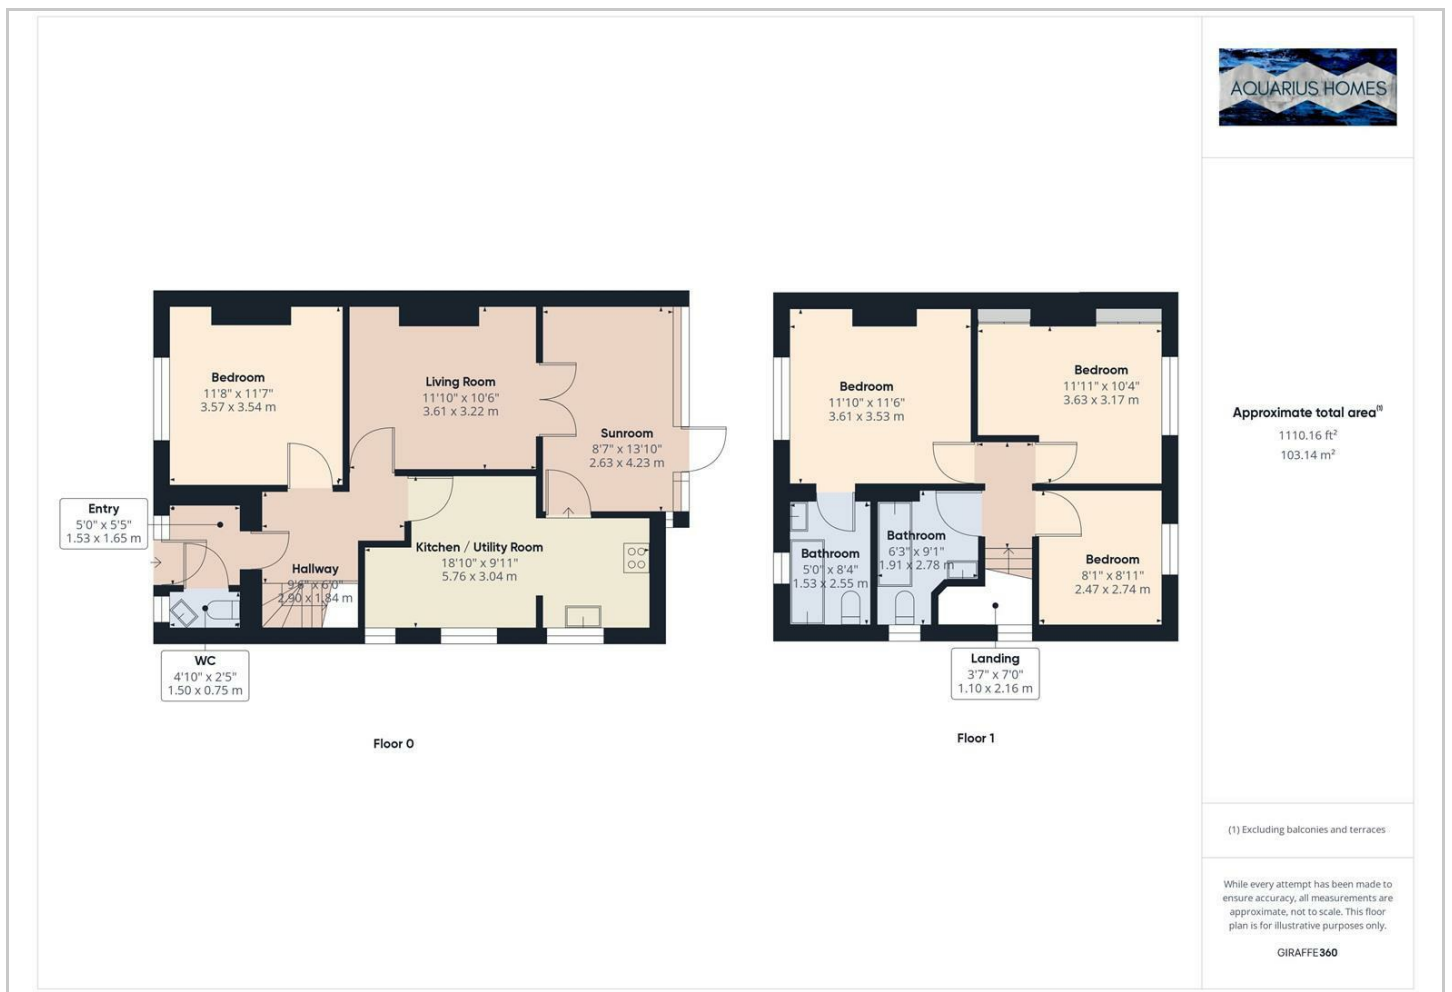 AQUARIUS HOMES
Bedroom
11'8" x 11'7"
3.57 x 3.54 m
Living Room
11'10" x 10'6"
3.61 x 3.22 m
Sunroom
8'7" x 13'10"
2.63 x 4.23 m
Entry
5'0" x 5'5"
1.53 x 1.65 m
Hallway
9'6" x 6'0"
2.90 x 1.84 m
Kitchen / Utility Room
18'10" x 9'11"
5.76 x 3.04 m
WC
4'10" x 2'5"
1.50 x 0.75 m
Floor 0
Bedroom
11'10" x 11'6"
3.61 x 3.53 m
Bedroom
11'11" x 10'4"
3.63 x 3.17 m
Bathroom
5'0" x 8'4"
1.53 x 2.55 m
Bathroom
6'3" x 9'1"
1.91 x 2.78 m
Bedroom
8'1" x 8'11"
2.47 x 2.74 m
Landing
3'7" x 7'0"
1.10 x 2.16 m
Floor 1
Approximate total area(1)
1110.16 ft²
103.14 m²
(1) Excluding balconies and terraces
While every attempt has been made to
ensure accuracy, all measurements are
approximate, not to scale. This floor
plan is for illustrative purposes only.
GIRAFFE360